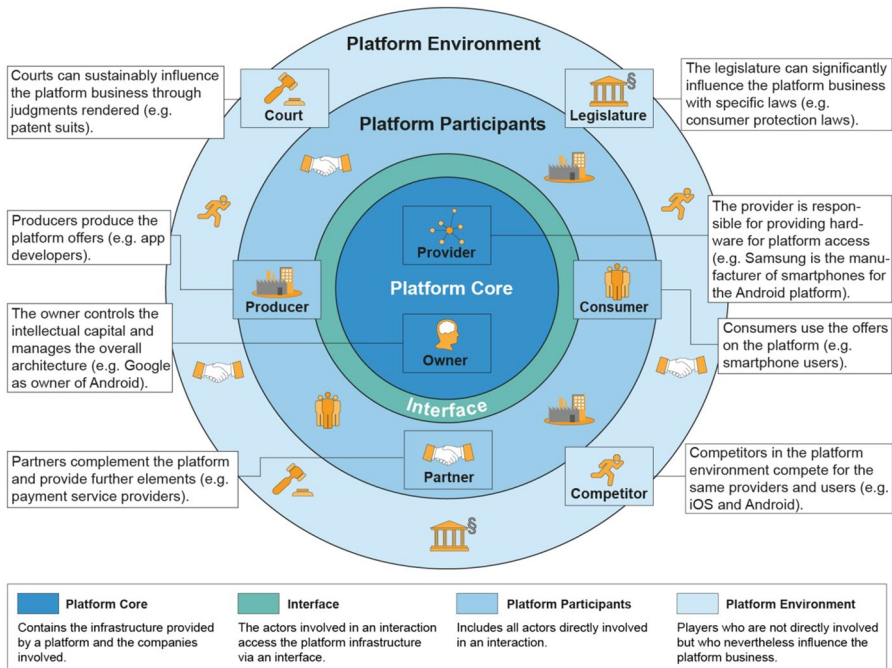 Platform Environment
Courts can sustainably influence
the platform business through
judgments rendered (e.g.
patent suits).
Court
§
Legislature
The legislature can significantly
influence the platform business
with specific laws (e.g.
consumer protection laws).
Platform Participants
Producers produce the
platform offers (e.g. app
developers).
Provider
The provider is respon-
sible for providing hard-
ware for platform access
(e.g. Samsung is the manu-
facturer of smartphones for
the Android platform).
Producer
Platform Core
Consumer
The owner controls the
intellectual capital and
manages the overall
architecture (e.g. Google
as owner of Android).
Owner
Consumers use the offers
on the platform (e.g.
smartphone users).
Interface
Partners complement the platform
and provide further elements (e.g.
payment service providers).
Partner
Competitor
Competitors in the platform
environment compete for the
same providers and users (e.g.
iOS and Android).
§
Platform Core
Contains the infrastructure provided
by a platform and the companies
involved.
Interface
The actors involved in an interaction
access the platform infrastructure
via an interface.
Platform Participants
Includes all actors directly involved
in an interaction.
Platform Environment
Players who are not directly involved
but who nevertheless influence the
platform business.